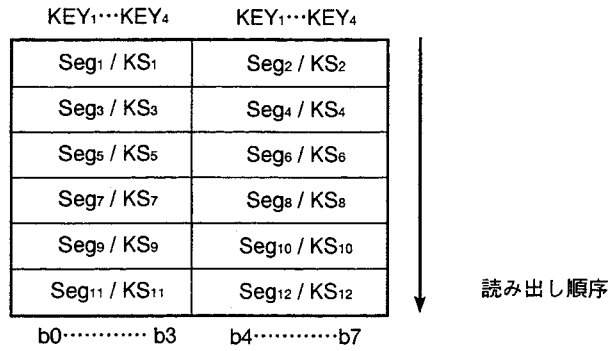 KEY₁···KEY₄ KEY₁···KEY₄
Seg₁ / KS₁ Seg₂ / KS₂
Seg₃ / KS₃ Seg₄ / KS₄
Seg₅ / KS₅ Seg₆ / KS₆
Seg₇ / KS₇ Seg₈ / KS₈
Seg₉ / KS₉ Seg₁₀ / KS₁₀
Seg₁₁ / KS₁₁ Seg₁₂ / KS₁₂
読み出し順序
b0············ b3 b4············b7